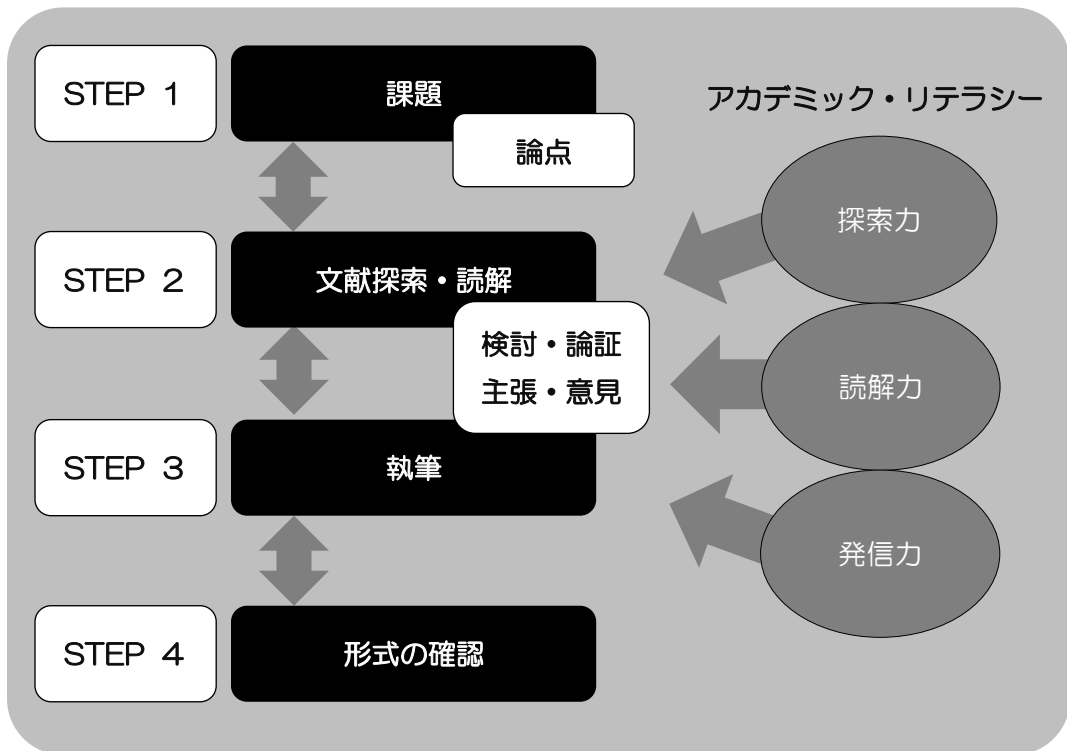 STEP 1
課題
論点
アカデミック・リテラシー
STEP 2
文献探索・読解
検討・論証
主張・意見
STEP 3
執筆
STEP 4
形式の確認
探索力
読解力
発信力